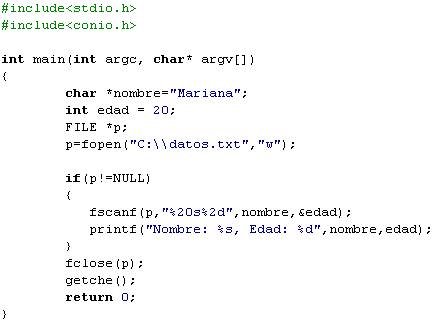 #include<stdio.h>
#include<conio.h>
int main(int argc, char* argv[])
{
char *nombre="Mariana";
int edad = 20;
FILE *p;
p=fopen("C:\\datos.txt","w");
if(p!=NULL)
{
fscanf(p,"%20s%2d",nombre,&edad);
printf("Nombre: %s, Edad: %d",nombre,edad);
}
fclose(p);
getche();
return 0;
}